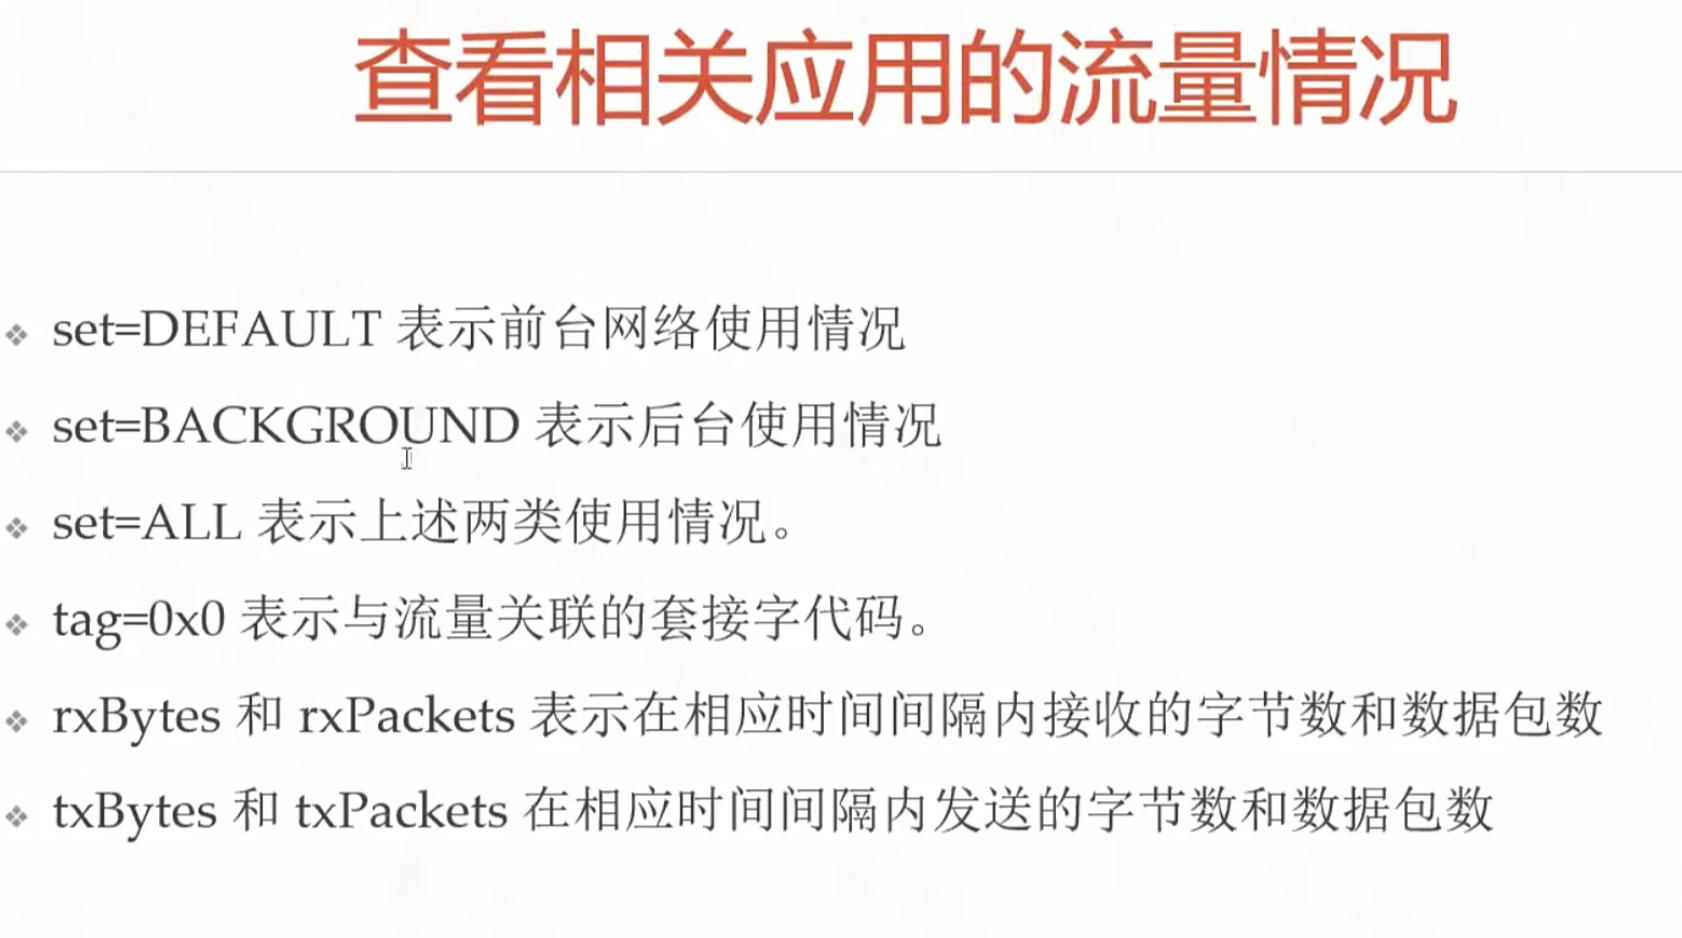 查看相关应用的流量情况
set=DEFAULT 表示前台网络使用情况
set=BACKGROUND 表示后台使用情况
set=ALL 表示上述两类使用情况。
tag=0x0 表示与流量关联的套接字代码。
rxBytes 和 rxPackets 表示在相应时间间隔内接收的字节数和数据包数
txBytes 和 txPackets 在相应时间间隔内发送的字节数和数据包数